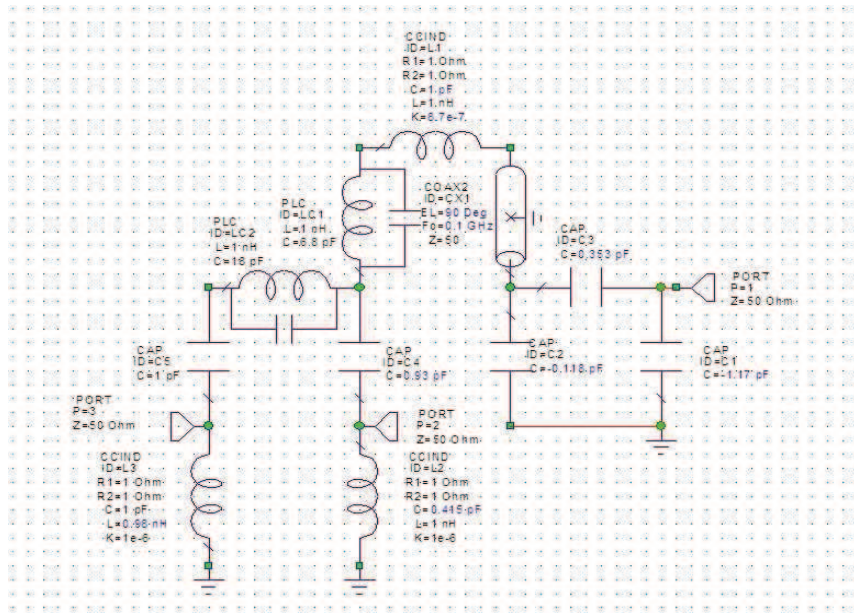 CCIND
ID=L1
R1=1 Ohm
R2=1 Ohm
C=1 pF
L=1 nH
K=6.7e-7
PLC
ID=LC1
L=1 nH
C=6.8 pF
COAX2
ID=CX1
EL=90 Deg
Fo=0.1 GHz
Z=50
PLC
ID=LC2
L=1 nH
C=16 pF
CAP
ID=C3
C=0.353 pF
PORT
P=1
Z=50 Ohm
CAP
ID=C5
C=1 pF
CAP
ID=C4
C=0.93 pF
CAP
ID=C2
C=-0.118 pF
CAP
ID=C1
C=-1.17 pF
PORT
P=3
Z=50 Ohm
PORT
P=2
Z=50 Ohm
CCIND
ID=L3
R1=1 Ohm
R2=1 Ohm
C=1 pF
L=0.98 nH
K=1e-6
CCIND
ID=L2
R1=1 Ohm
R2=1 Ohm
C=0.415 pF
L=1 nH
K=1e-6